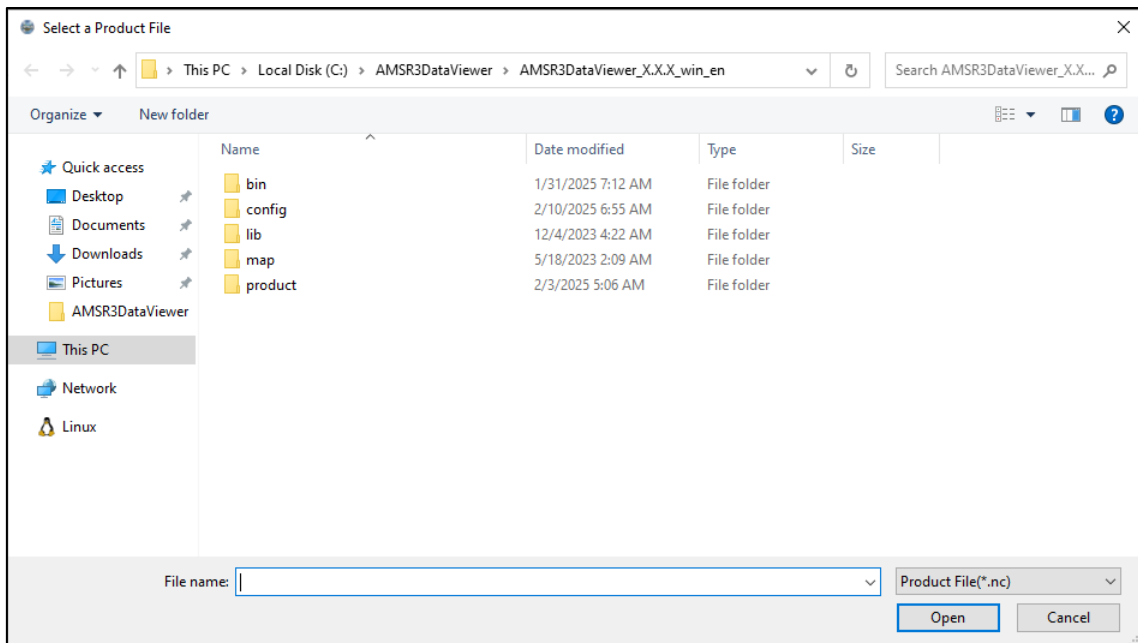 Select a Product File
This PC > Local Disk (C:) > AMSR3DataViewer > AMSR3DataViewer_X.X.X_win_en
Search AMSR3DataViewer_X.X...
Organize New folder
Name Date modified Type Size
Quick access
Desktop
Documents
Downloads
Pictures
AMSR3DataViewer
This PC
Network
Linux
bin 1/31/2025 7:12 AM File folder
config 2/10/2025 6:55 AM File folder
lib 12/4/2023 4:22 AM File folder
map 5/18/2023 2:09 AM File folder
product 2/3/2025 5:06 AM File folder
File name:
Product File(*.nc)
Open Cancel